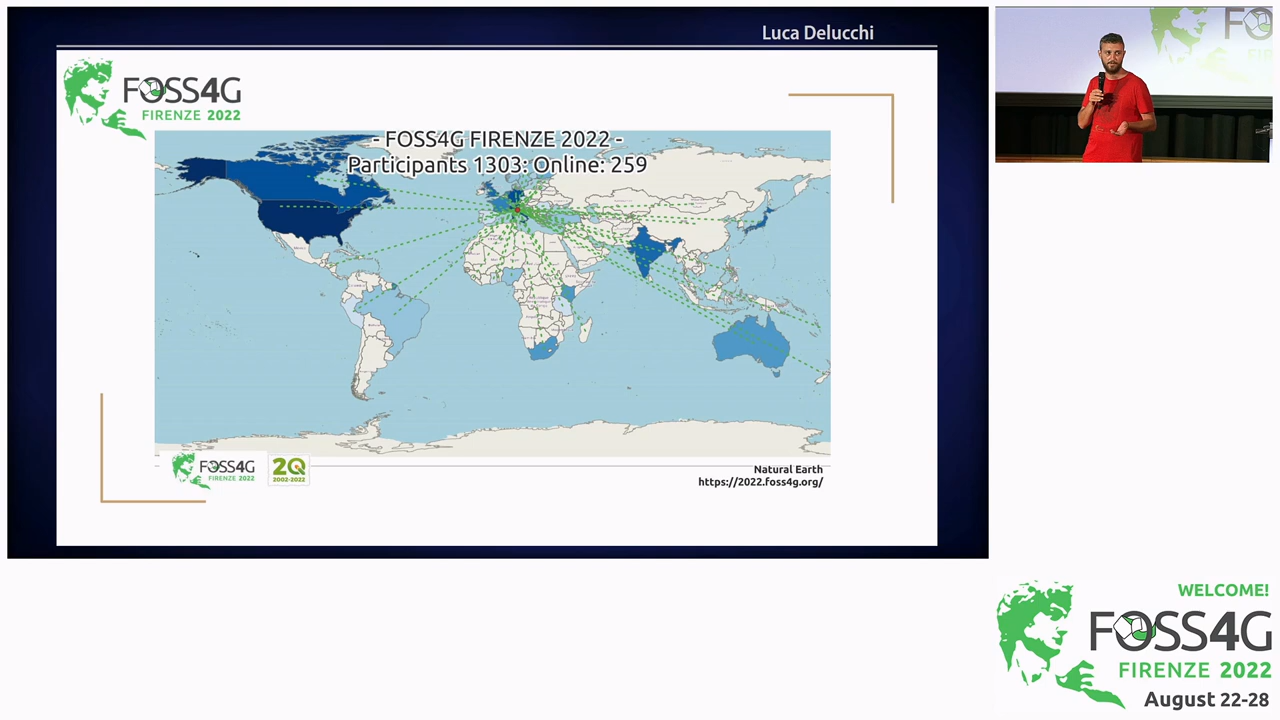 Luca Delucchi
FOSS4G
FIRENZE 2022
- FOSS4G FIRENZE 2022 -
Participants 1303: Online: 259
FOSS4G
FIRENZE 2022
2Q
2002-2022
Natural Earth
https://2022.foss4g.org/
WELCOME!
FOSS4G
FIRENZE 2022
August 22-28